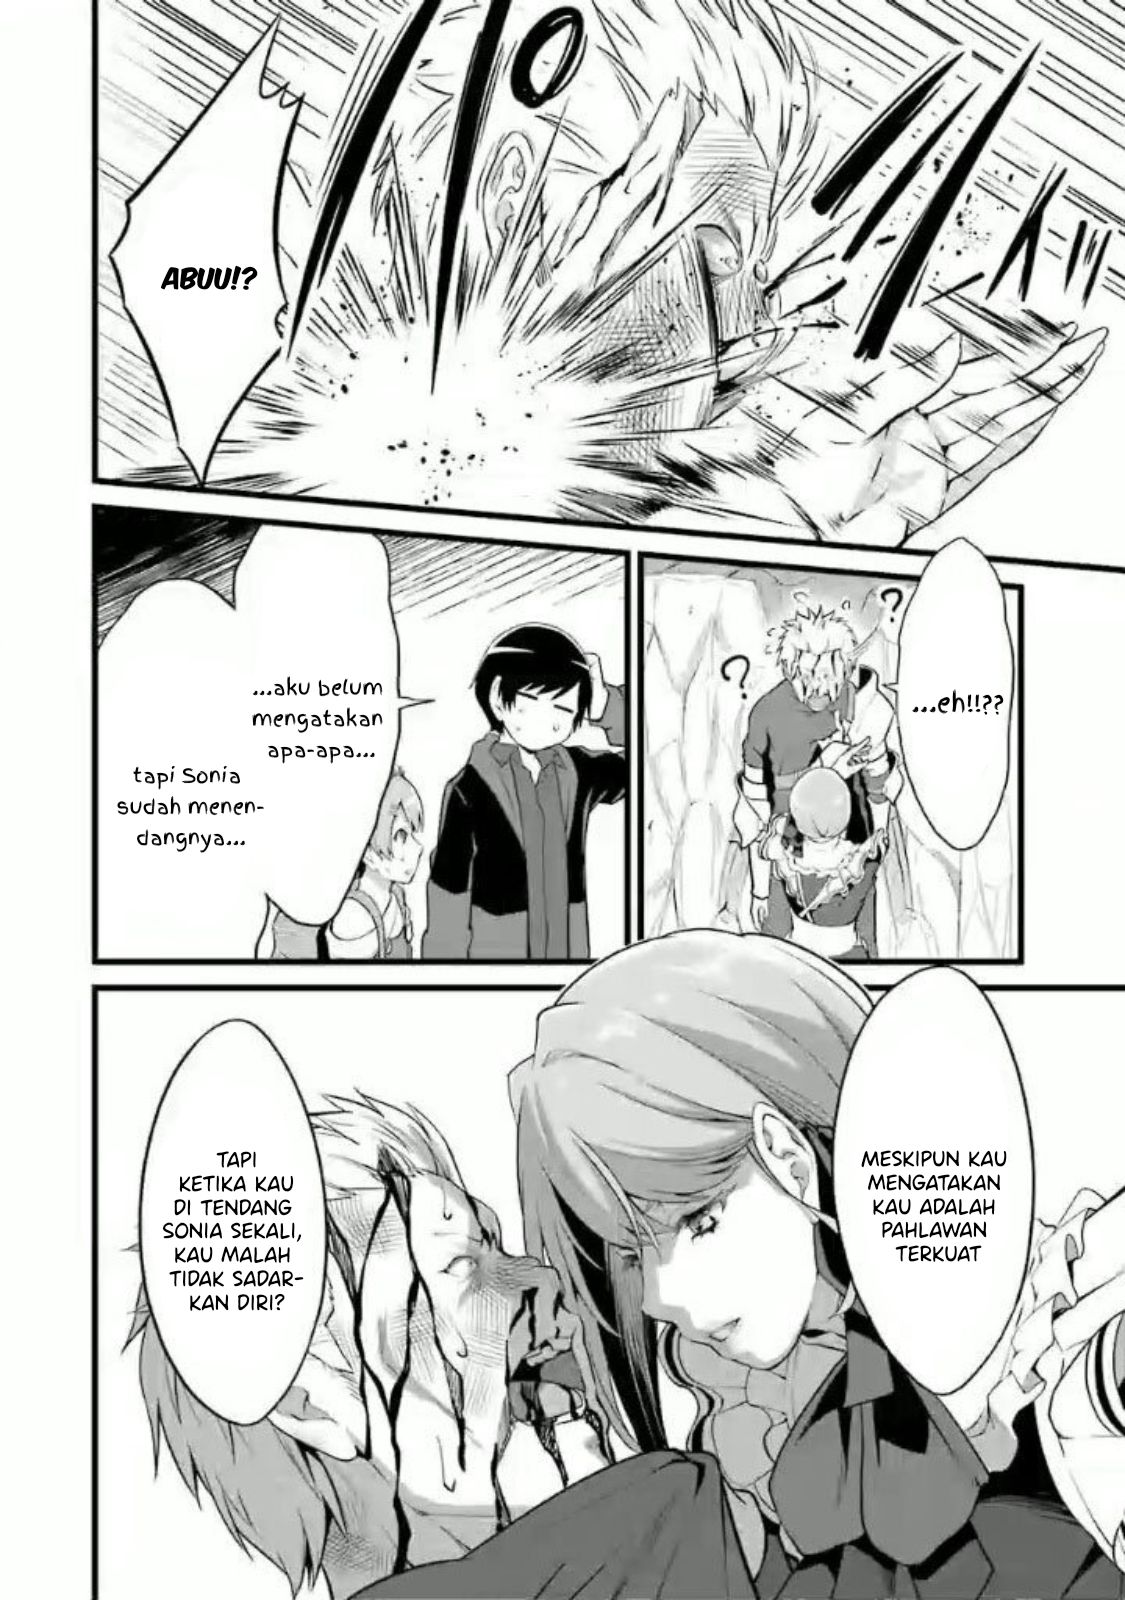 ABUU!?
...eh!!??
...aku belum
mengatakan
apa-apa...
tapi Sonia
sudah menen-
dangnya...
MESKIPUN KAU
MENGATAKAN
KAU ADALAH
PAHLAWAN
TERKUAT
TAPI
KETIKA KAU
DI TENDANG
SONIA SEKALI,
KAU MALAH
TIDAK SADAR-
KAN DIRI?